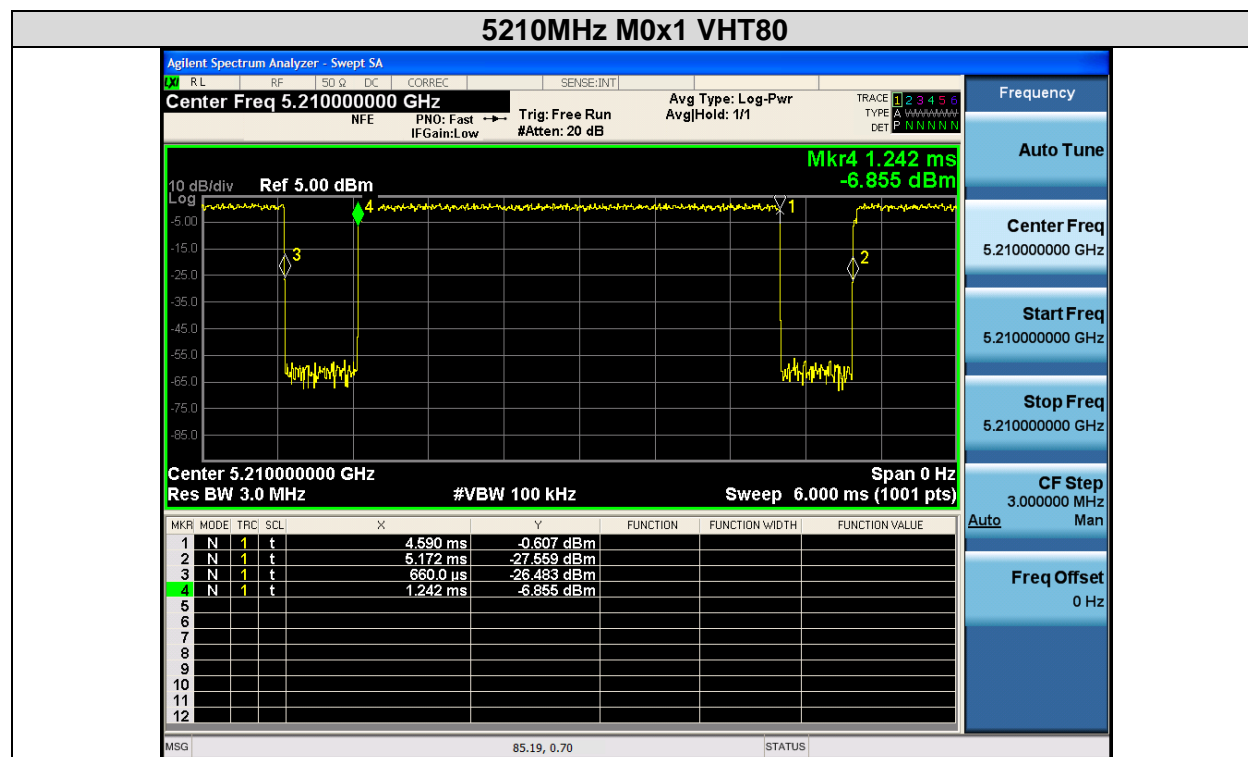 5210MHz M0x1 VHT80
Agilent Spectrum Analyzer - Swept SA
LXI RL RF 50 Ω DC CORREC SENSE:INT
Center Freq 5.210000000 GHz
NFE PNO: Fast Trig: Free Run
IFGain:Low #Atten: 20 dB
Avg Type: Log-Pwr
Avg|Hold: 1/1
TRACE 1 2 3 4 5 6
TYPE A WWWWW
DET P N N N N N
Frequency
Auto Tune
Center Freq
5.210000000 GHz
Start Freq
5.210000000 GHz
Stop Freq
5.210000000 GHz
CF Step
3.000000 MHz
Auto Man
Freq Offset
0 Hz
Mkr4 1.242 ms
-6.855 dBm
10 dB/div Ref 5.00 dBm
Log
4 1
-5.00
-15.0
3 2
-25.0
-35.0
-45.0
-55.0
-65.0
-75.0
-85.0
Center 5.210000000 GHz Span 0 Hz
Res BW 3.0 MHz #VBW 100 kHz Sweep 6.000 ms (1001 pts)
MKR MODE TRC SCL X Y FUNCTION FUNCTION WIDTH FUNCTION VALUE
1 N 1 t 4.590 ms -0.607 dBm
2 N 1 t 5.172 ms -27.559 dBm
3 N 1 t 660.0 µs -26.483 dBm
4 N 1 t 1.242 ms -6.855 dBm
5
6
7
8
9
10
11
12
MSG 85.19, 0.70 STATUS